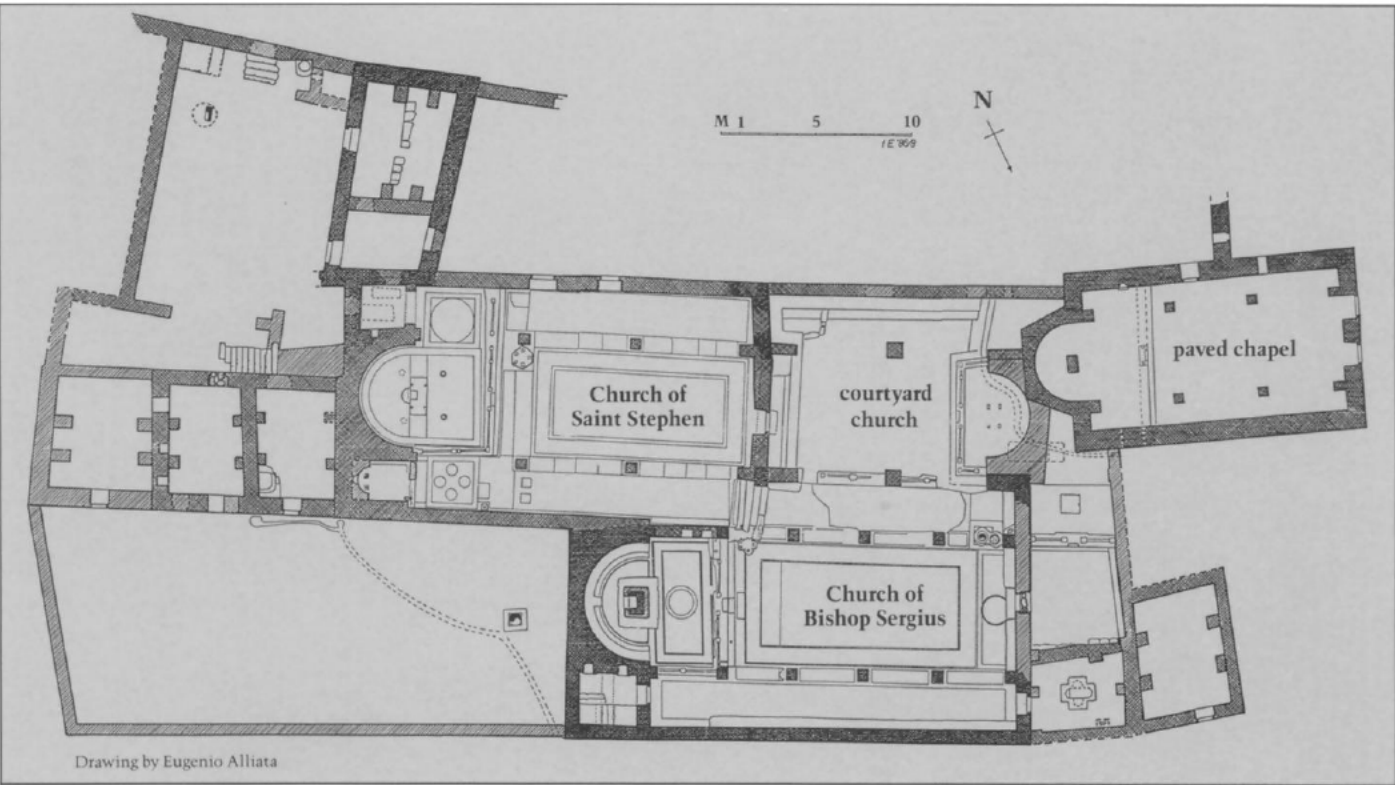 N
M 1 5 10
Church of
Saint Stephen
courtyard
church
paved chapel
Church of
Bishop Sergius
Drawing by Eugenio Alliata